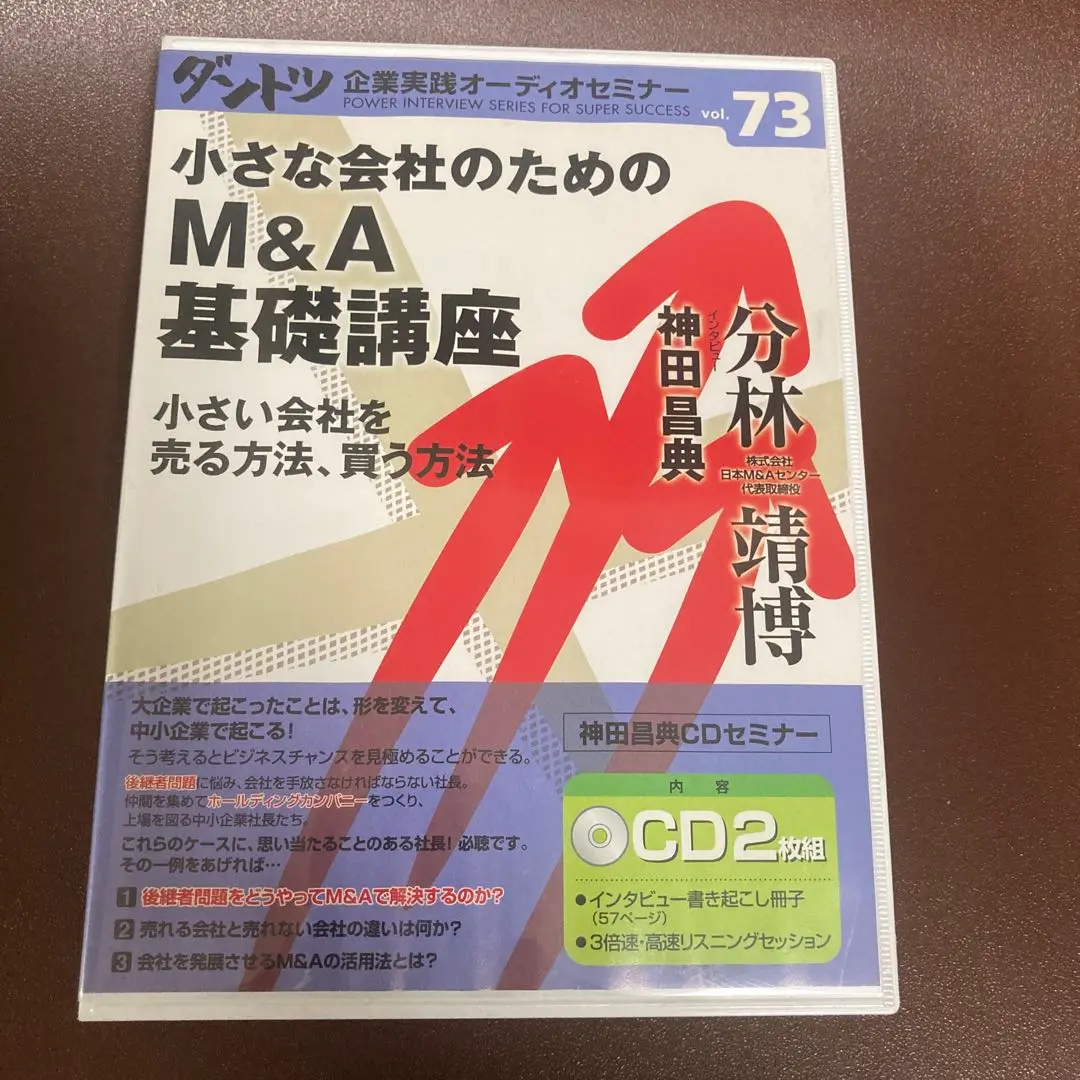 ダントツ 企業実践オーディオセミナー
POWER INTERVIEW SERIES FOR SUPER SUCCESS
vol. 73
小さな会社のための
M&A
基礎講座
小さい会社を
売る方法、買う方法
分林 靖博
株式会社
日本M&Aセンター
代表取締役
インタビュー
神田昌典
大企業で起こったことは、形を変えて、
中小企業で起こる!
そう考えるとビジネスチャンスを見極めることができる。
後継者問題に悩み、会社を手放さなければならない社長。
仲間を集めてホールディングカンパニーをつくり、
上場を図る中小企業社長たち。
これらのケースに、思い当たることのある社長!必聴です。
その一例をあげれば…
1 後継者問題をどうやってM&Aで解決するのか?
2 売れる会社と売れない会社の違いは何か?
3 会社を発展させるM&Aの活用法とは?
神田昌典CDセミナー
内容
CD2枚組
●インタビュー書き起こし冊子
(57ページ)
●3倍速・高速リスニングセッション